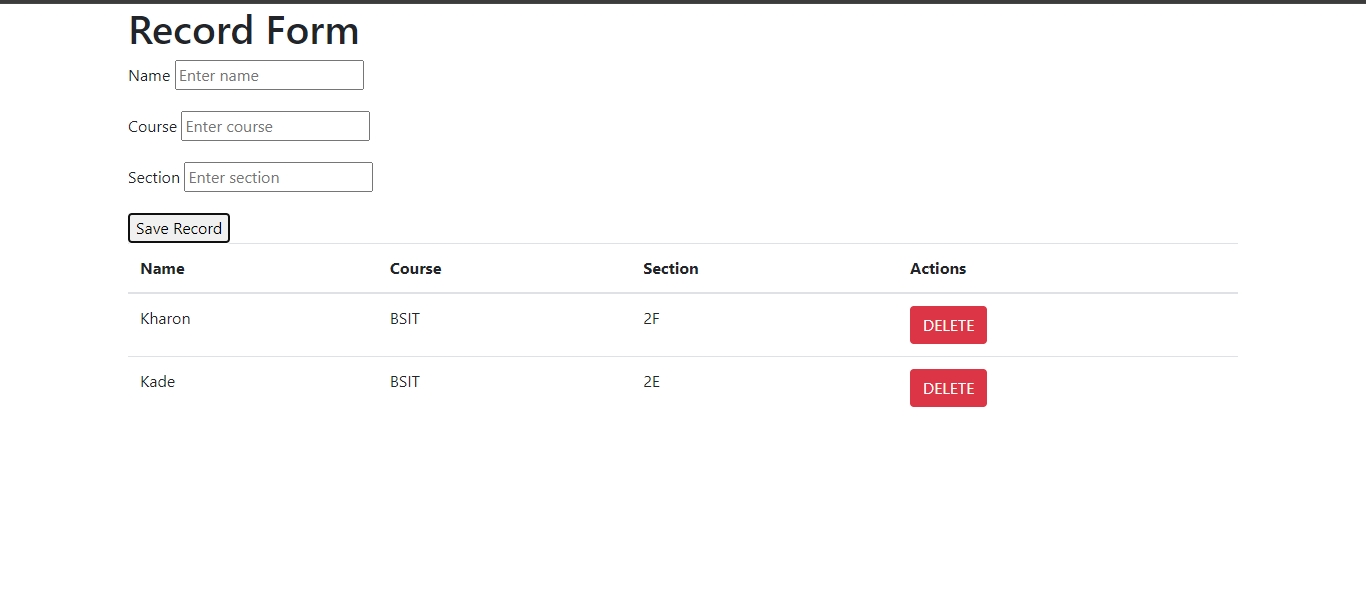 Record Form
Name Enter name
Course Enter course
Section Enter section
Save Record
Name Course Section Actions
Kharon BSIT 2F DELETE
Kade BSIT 2E DELETE